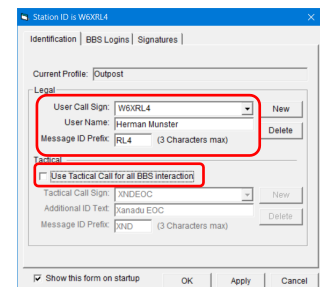 Station ID is W6XRL4
Identification BBS Logins Signatures
Current Profile: Outpost
Legal
User Call Sign: W6XRL4 New
User Name: Herman Munster Delete
Message ID Prefix: RL4 (3 Characters max)
Tactical
Use Tactical Call for all BBS interaction
Tactical Call Sign: XNDEOC New
Additional ID Text: Xanadu EOC Delete
Message ID Prefix: XND (3 Characters max)
Show this form on startup OK Apply Cancel